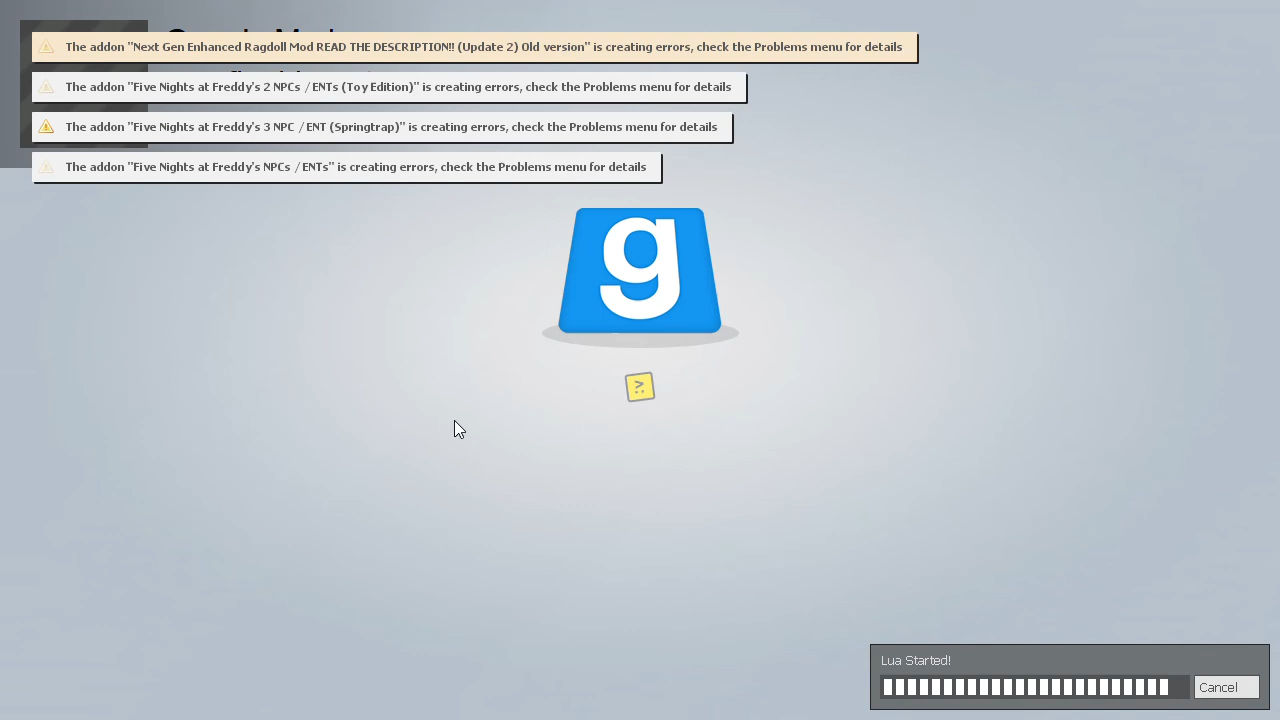 The addon "Next Gen Enhanced Ragdoll Mod READ THE DESCRIPTION!! (Update 2) Old version" is creating errors, check the Problems menu for details
The addon "Five Nights at Freddy's 2 NPCs / ENTs (Toy Edition)" is creating errors, check the Problems menu for details
The addon "Five Nights at Freddy's 3 NPC / ENT (Springtrap)" is creating errors, check the Problems menu for details
The addon "Five Nights at Freddy's NPCs / ENTs" is creating errors, check the Problems menu for details
g
Lua Started!
Cancel